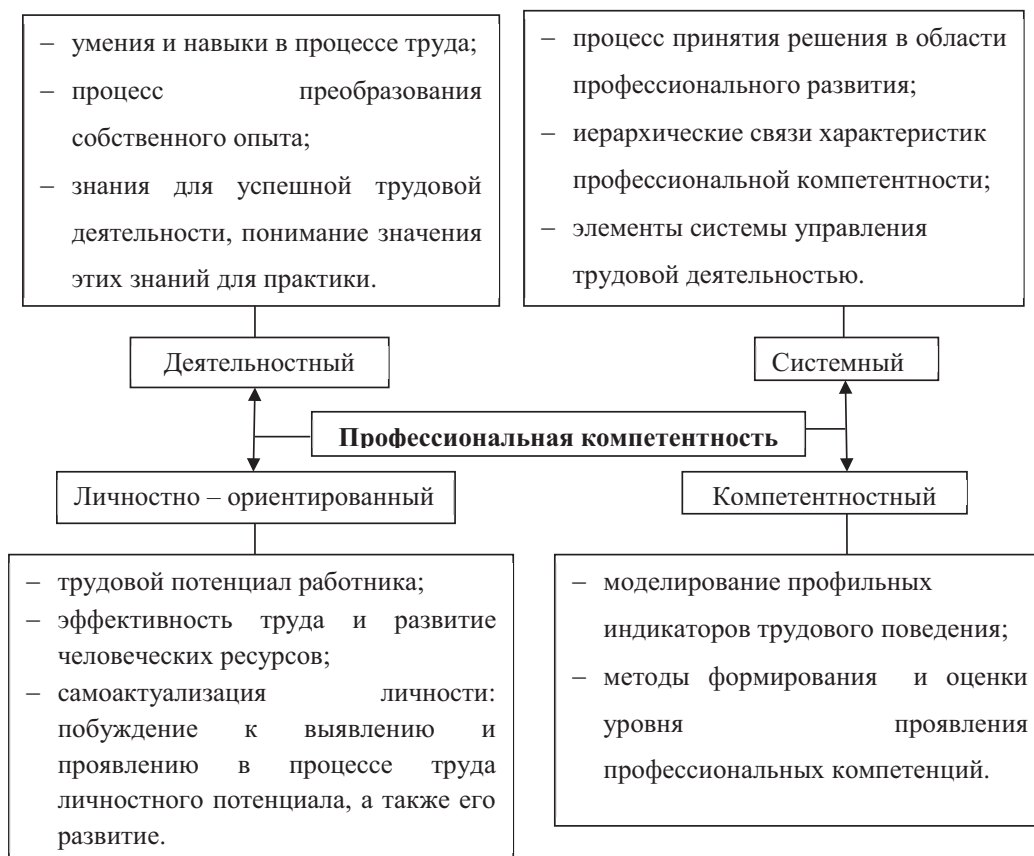 – умения и навыки в процессе труда;
– процесс преобразования
собственного опыта;
– знания для успешной трудовой
деятельности, понимание значения
этих знаний для практики.
– процесс принятия решения в области
профессионального развития;
– иерархические связи характеристик
профессиональной компетентности;
– элементы системы управления
трудовой деятельностью.
Деятельностный
Системный
Профессиональная компетентность
Личностно – ориентированный
Компетентностный
– трудовой потенциал работника;
– эффективность труда и развитие
человеческих ресурсов;
– самоактуализация личности:
побуждение к выявлению и
проявлению в процессе труда
личностного потенциала, а также его
развитие.
– моделирование профильных
индикаторов трудового поведения;
– методы формирования и оценки
уровня проявления
профессиональных компетенций.